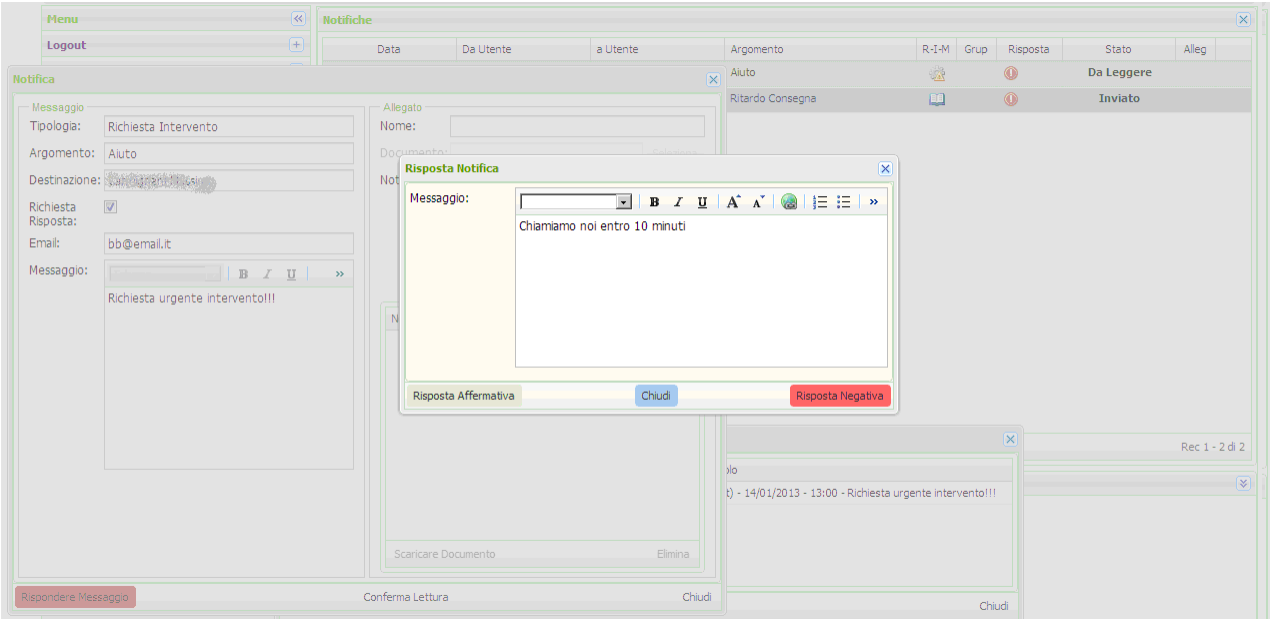 Menu
Logout
Notifiche
Data Da Utente a Utente Argomento R-I-M Grup Risposta Stato Alleg
Aiuto Da Leggere
Ritardo Consegna Inviato
Rec 1 - 2 di 2
Notifica
Messaggio
Tipologia: Richiesta Intervento
Argomento: Aiuto
Destinazione:
Richiesta
Risposta:
Email: bb@email.it
Messaggio: B I U »
Richiesta urgente intervento!!!
Allegato
Nome:
Documento:
Not
N
Scaricare Documento Elimina
Rispondere Messaggio Conferma Lettura Chiudi
Risposta Notifica
Messaggio: B I U A A »
Chiamiamo noi entro 10 minuti
Risposta Affermativa Chiudi Risposta Negativa
olo
t) - 14/01/2013 - 13:00 - Richiesta urgente intervento!!!
Chiudi